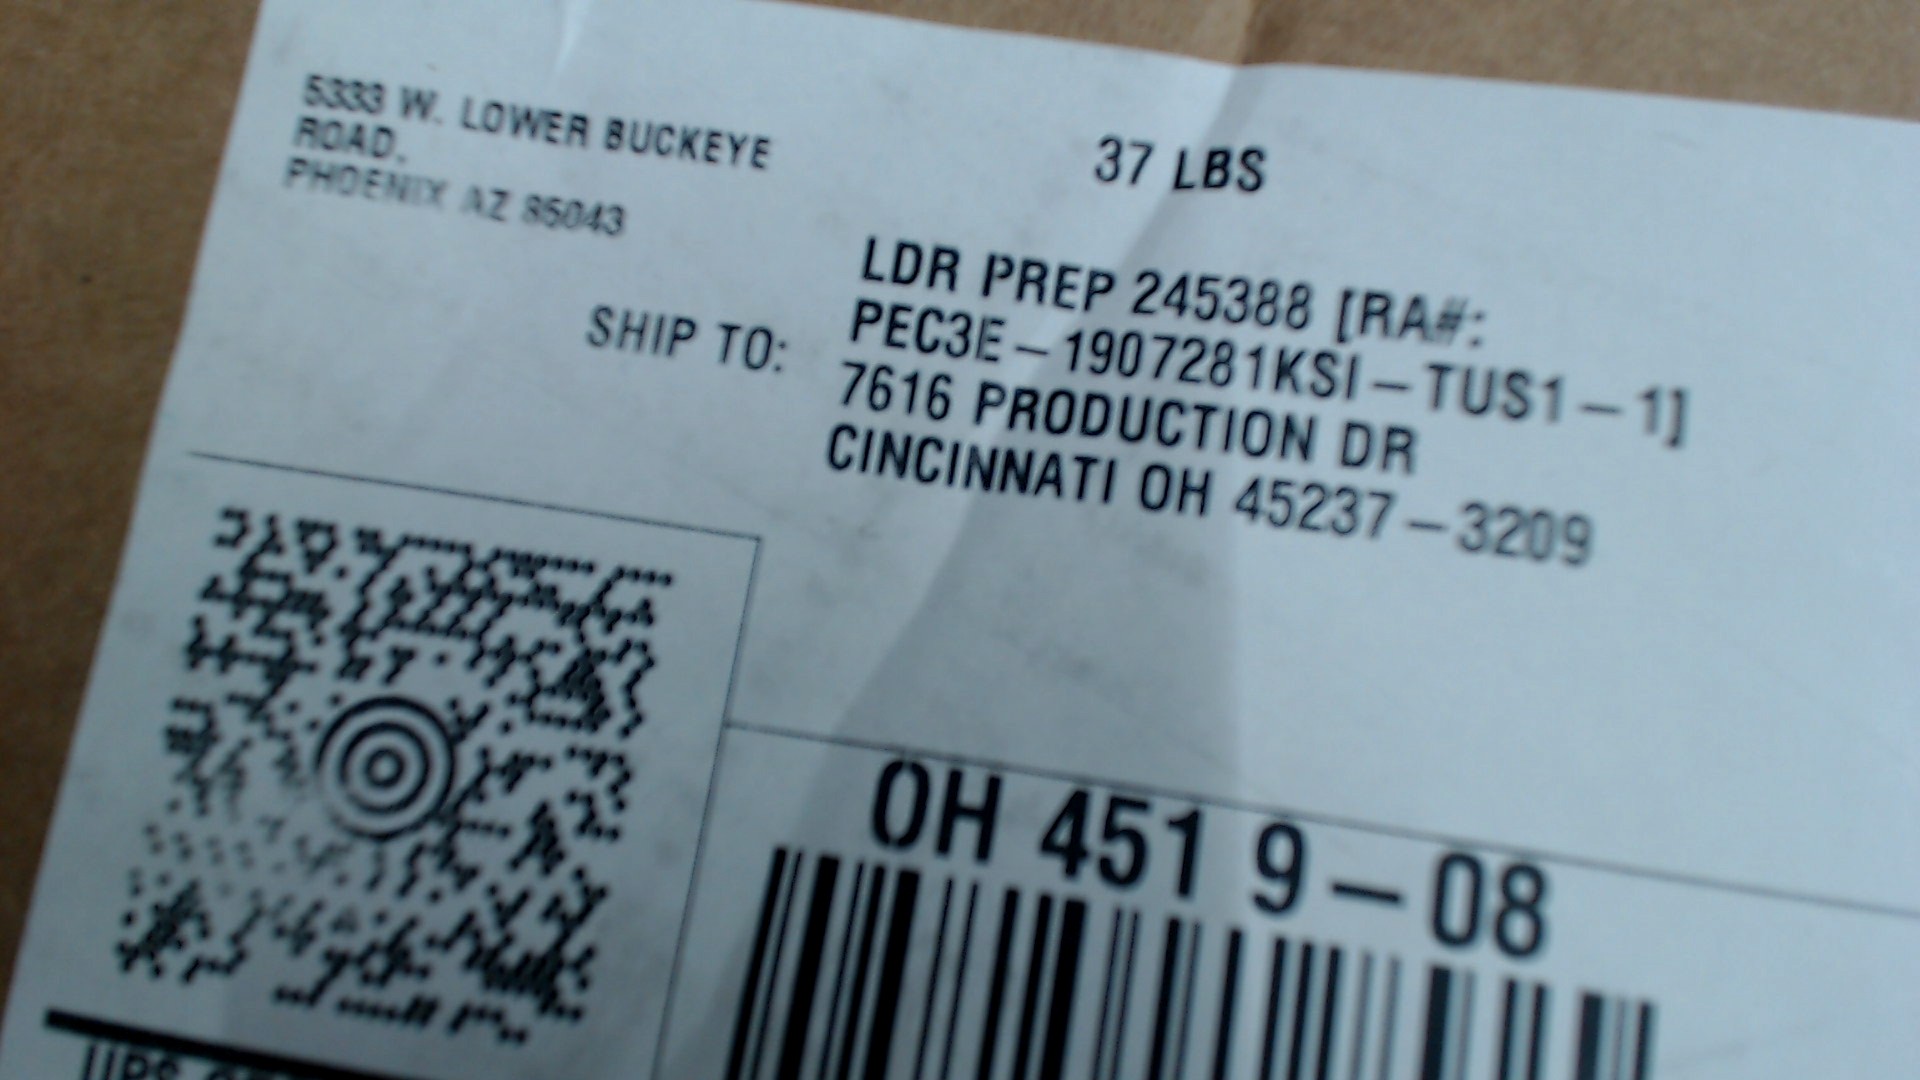 5333 W. LOWER BUCKEYE
ROAD.
PHOENIX AZ 85043
37 LBS
LDR PREP 245388 [RA#:
PEC3E-1907281KSI-TUS1-1]
SHIP TO:
7616 PRODUCTION DR
CINCINNATI OH 45237-3209
OH 451 9-08
UPS